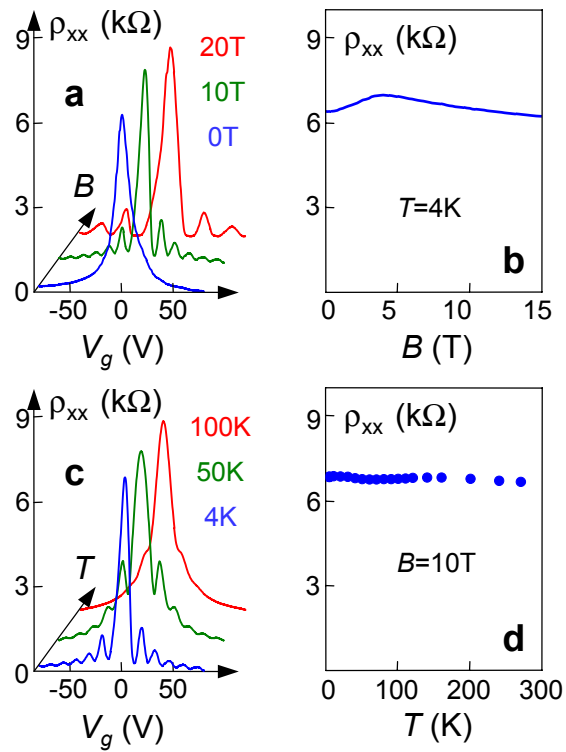 ρxx (kΩ)
9
6
3
0
a
20T
10T
0T
B
-50 0 50
Vg (V)
ρxx (kΩ)
9
6
3
T=4K
b
0 5 10 15
B (T)
ρxx (kΩ)
9
6
3
0
c
100K
50K
4K
T
-50 0 50
Vg (V)
ρxx (kΩ)
9
6
3
B=10T
d
0 100 200 300
T (K)